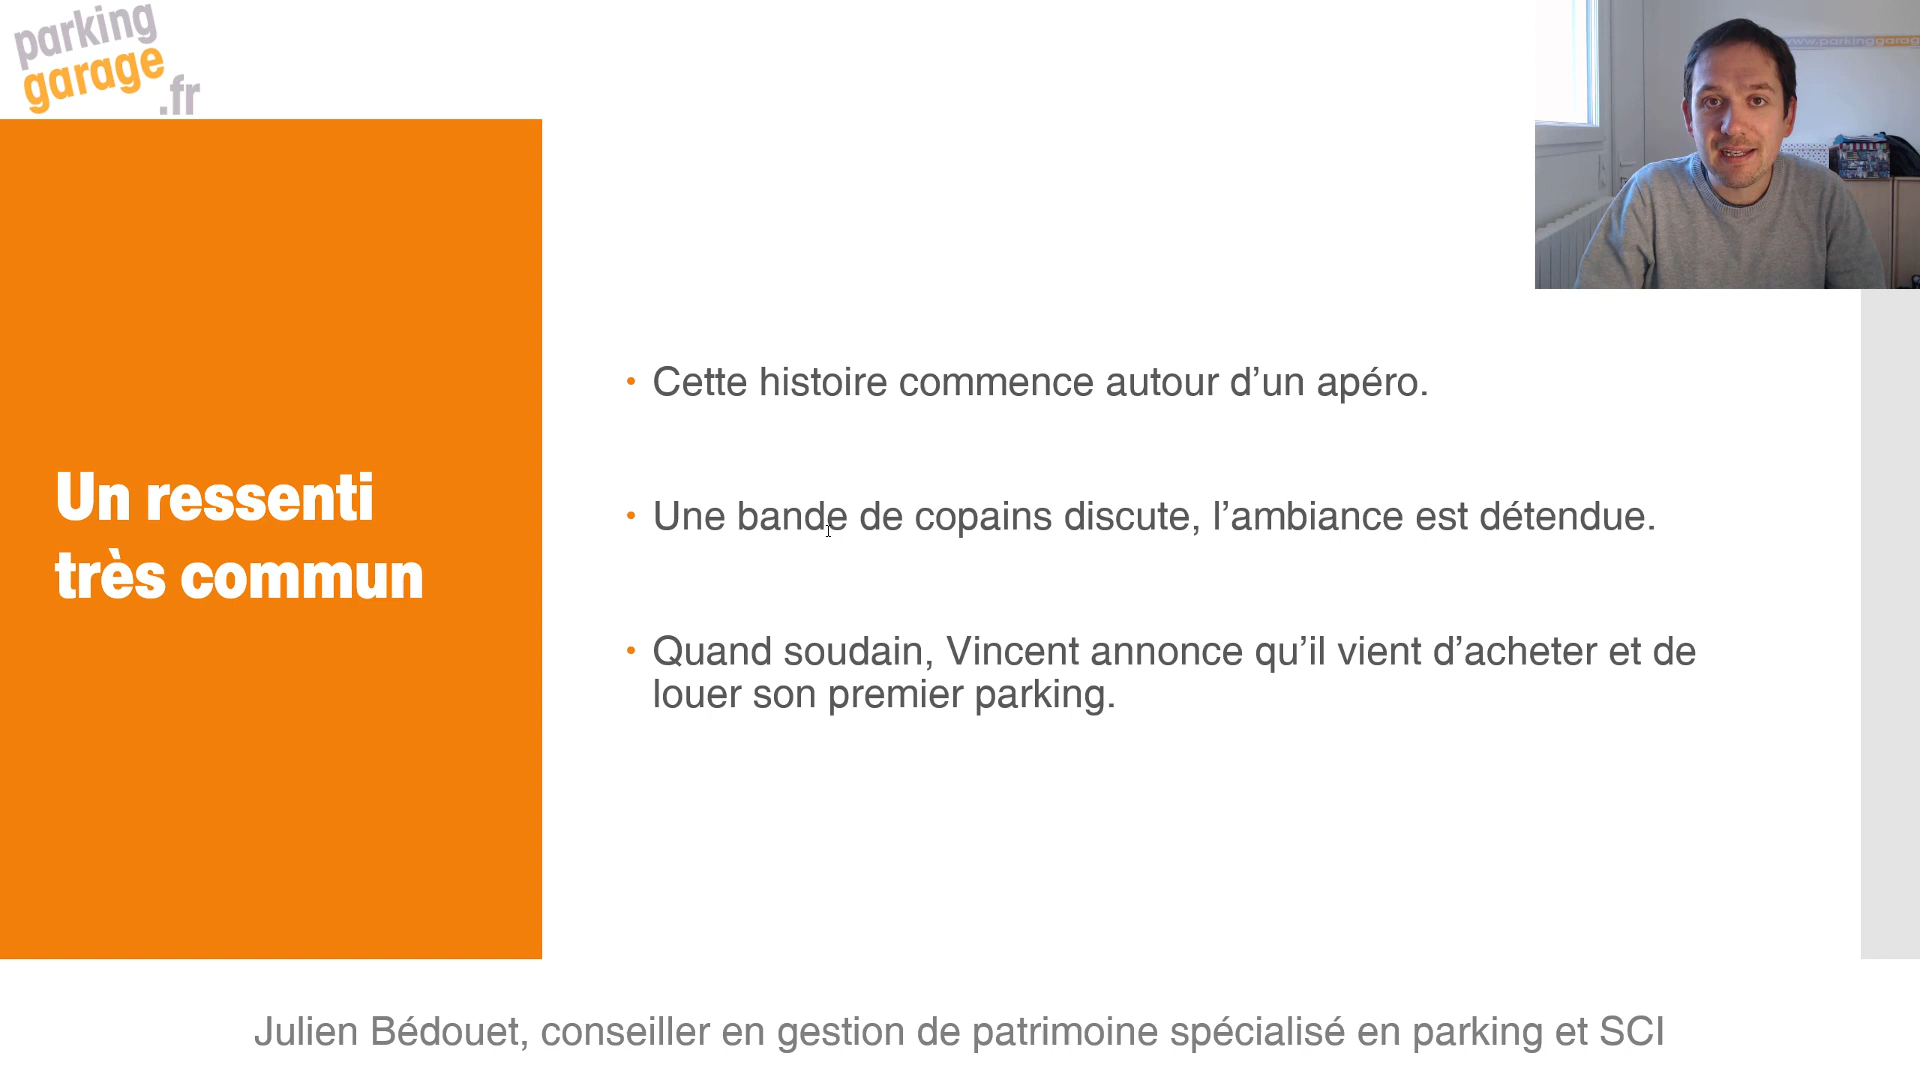 parking
garage
.fr
www.parkinggarag
Un ressenti
très commun
• Cette histoire commence autour d’un apéro.
• Une bande de copains discute, l’ambiance est détendue.
• Quand soudain, Vincent annonce qu’il vient d’acheter et de
louer son premier parking.
Julien Bédouet, conseiller en gestion de patrimoine spécialisé en parking et SCI